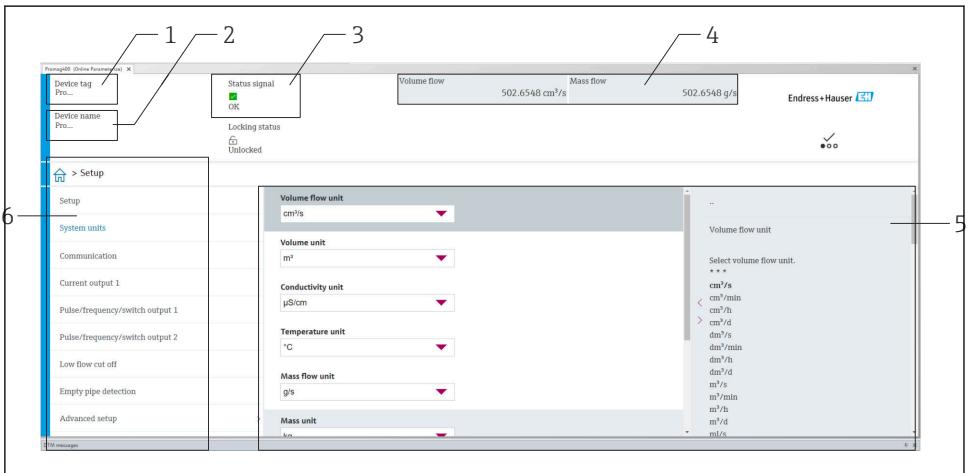 1
2
3
4
Promag400 (Online Parameterize) X
Device tag
Pro...
Status signal
OK
Volume flow
502.6548 cm³/s
Mass flow
502.6548 g/s
Endress+Hauser EH
Device name
Pro...
Locking status
Unlocked
> Setup
6
5
Setup
System units
Communication
Current output 1
Pulse/frequency/switch output 1
Pulse/frequency/switch output 2
Low flow cut off
Empty pipe detection
Advanced setup
Volume flow unit
cm³/s
Volume unit
m³
Conductivity unit
µS/cm
Temperature unit
°C
Mass flow unit
g/s
Mass unit
kg
..
Volume flow unit
Select volume flow unit.
* * *
cm³/s
cm³/min
cm³/h
cm³/d
dm³/s
dm³/min
dm³/h
dm³/d
m³/s
m³/min
m³/h
m³/d
ml/s
DTM messages